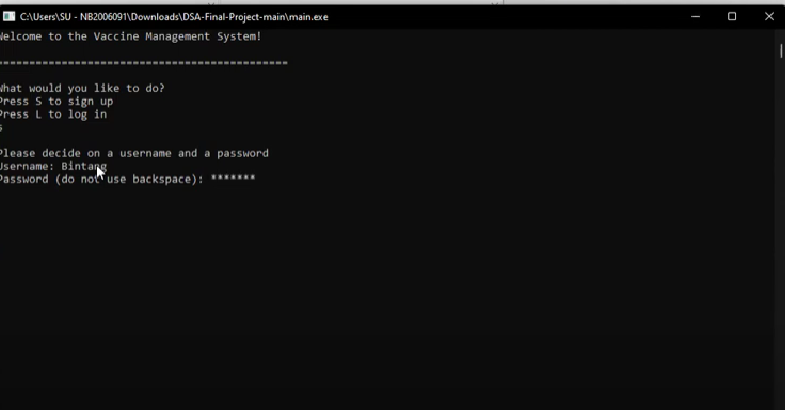 C:\Users\SU - NIB2006091\Downloads\DSA-Final-Project-main\main.exe
Welcome to the Vaccine Management System!
--------------------------------------------
What would you like to do?
Press S to sign up
Press L to log in
s
Please decide on a username and a password
Username: Bintang
Password (do not use backspace): *******